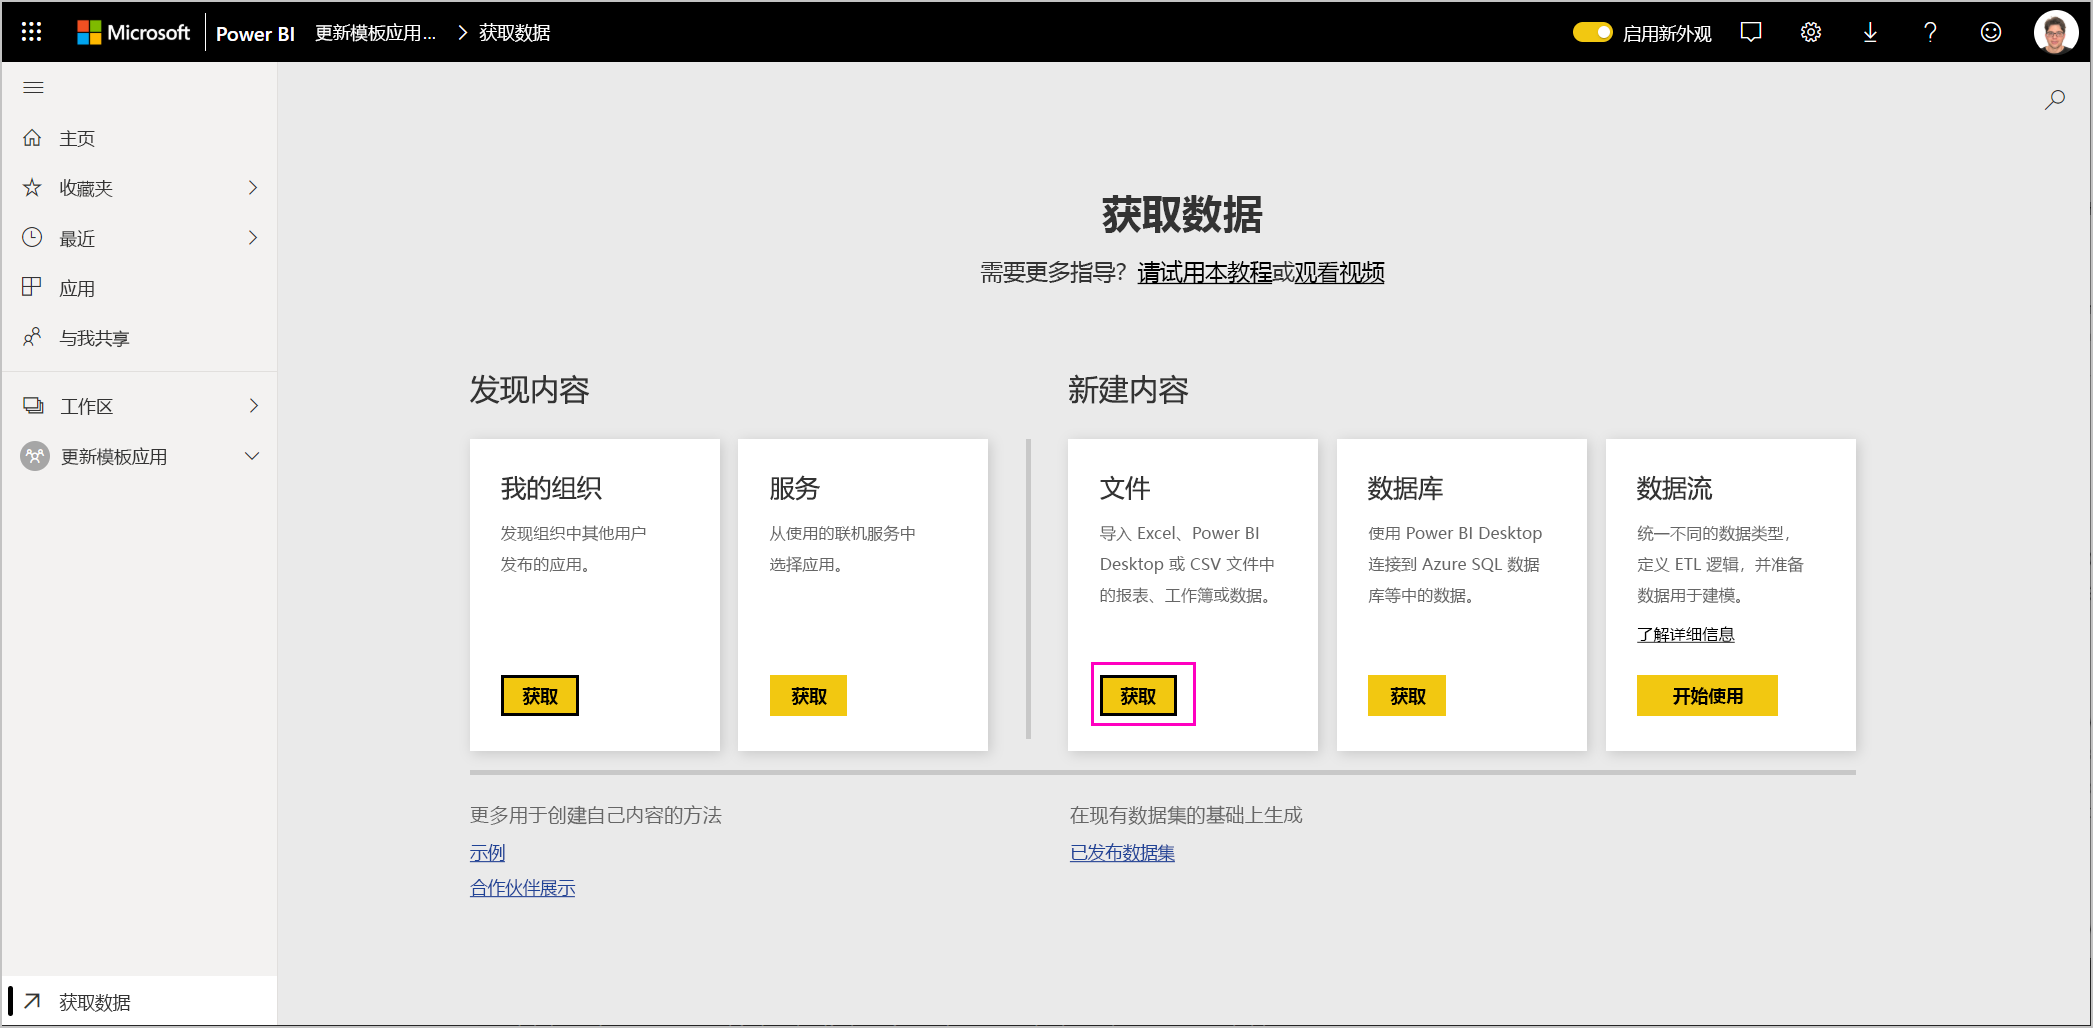 Microsoft Power BI 更新模板应用... 获取数据 启用新外观
主页
收藏夹
最近
应用
与我共享
工作区
更新模板应用
获取数据
获取数据
需要更多指导？请试用本教程或观看视频
发现内容
我的组织
发现组织中其他用户
发布的应用。
获取
服务
从使用的联机服务中
选择应用。
获取
新建内容
文件
导入 Excel、Power BI
Desktop 或 CSV 文件中
的报表、工作簿或数据。
获取
数据库
使用 Power BI Desktop
连接到 Azure SQL 数据
库等中的数据。
获取
数据流
统一不同的数据类型，
定义 ETL 逻辑，并准备
数据用于建模。
了解详细信息
开始使用
更多用于创建自己内容的方法
示例
合作伙伴展示
在现有数据集的基础上生成
已发布数据集